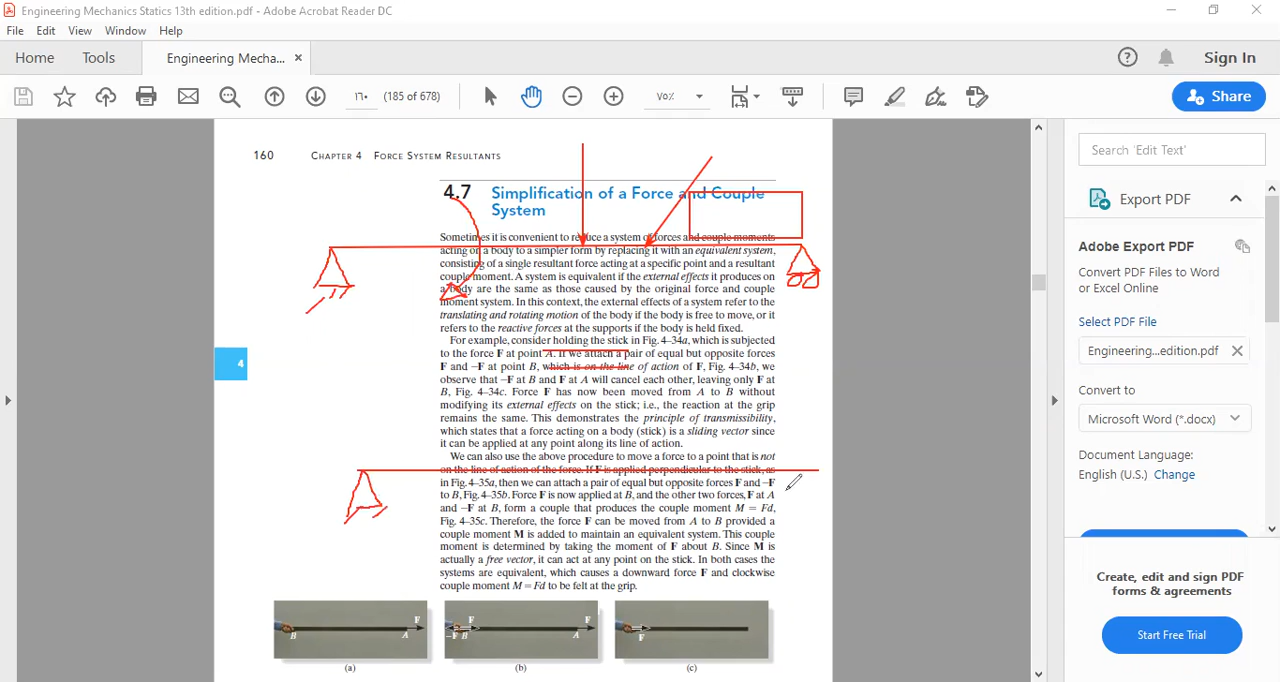 Engineering Mechanics Statics 13th edition.pdf - Adobe Acrobat Reader DC
File Edit View Window Help
Home Tools Engineering Mecha... ×
Sign In
١٦٠ (185 of 678) ٧٥٪ Share
160 CHAPTER 4 FORCE SYSTEM RESULTANTS
4.7 Simplification of a Force and Couple
System
Sometimes it is convenient to reduce a system of forces and couple moments
acting on a body to a simpler form by replacing it with an equivalent system,
consisting of a single resultant force acting at a specific point and a resultant
couple moment. A system is equivalent if the external effects it produces on
a body are the same as those caused by the original force and couple
moment system. In this context, the external effects of a system refer to the
translating and rotating motion of the body if the body is free to move, or it
refers to the reactive forces at the supports if the body is held fixed.
For example, consider holding the stick in Fig. 4–34a, which is subjected
to the force F at point A. If we attach a pair of equal but opposite forces
F and –F at point B, which is on the line of action of F, Fig. 4–34b, we
observe that –F at B and F at A will cancel each other, leaving only F at
B, Fig. 4–34c. Force F has now been moved from A to B without
modifying its external effects on the stick; i.e., the reaction at the grip
remains the same. This demonstrates the principle of transmissibility,
which states that a force acting on a body (stick) is a sliding vector since
it can be applied at any point along its line of action.
We can also use the above procedure to move a force to a point that is not
on the line of action of the force. If F is applied perpendicular to the stick, as
in Fig. 4–35a, then we can attach a pair of equal but opposite forces F and –F
to B, Fig. 4–35b. Force F is now applied at B, and the other two forces, F at A
and –F at B, form a couple that produces the couple moment M = Fd,
Fig. 4–35c. Therefore, the force F can be moved from A to B provided a
couple moment M is added to maintain an equivalent system. This couple
moment is determined by taking the moment of F about B. Since M is
actually a free vector, it can act at any point on the stick. In both cases the
systems are equivalent, which causes a downward force F and clockwise
couple moment M = Fd to be felt at the grip.
4
B A F
–F B F A F
F
(a) (b) (c)
Search 'Edit Text'
Export PDF
Adobe Export PDF
Convert PDF Files to Word
or Excel Online
Select PDF File
Engineering...edition.pdf
Convert to
Microsoft Word (*.docx)
Document Language:
English (U.S.) Change
Create, edit and sign PDF
forms & agreements
Start Free Trial